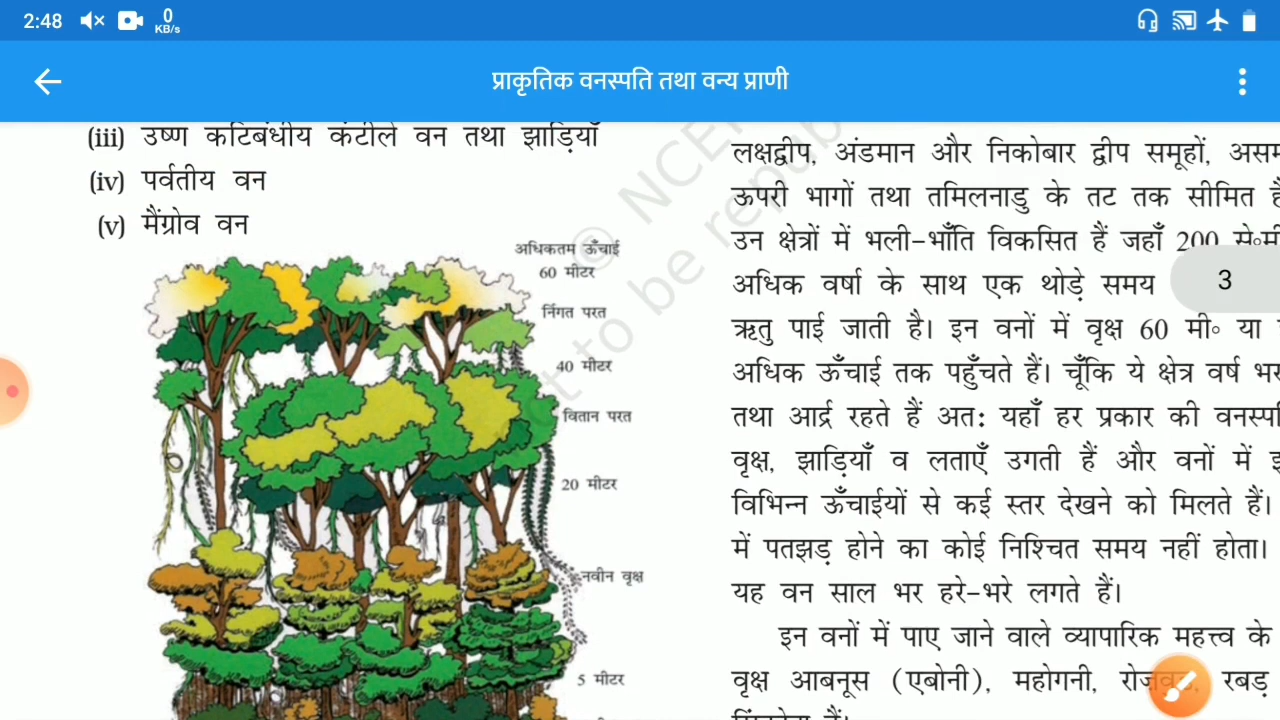 2:48
0
KB/s
प्राकृतिक वनस्पति तथा वन्य प्राणी
(iii) उष्ण कटिबंधीय कंटीले वन तथा झाड़ियाँ
(iv) पर्वतीय वन
(v) मैंग्रोव वन
अधिकतम ऊँचाई
60 मीटर
निंगत परत
40 मीटर
वितान परत
20 मीटर
नवीन वृक्ष
5 मीटर
लक्षद्वीप, अंडमान और निकोबार द्वीप समूहों, असम
ऊपरी भागों तथा तमिलनाडु के तट तक सीमित
उन क्षेत्रों में भली-भाँति विकसित हैं जहाँ 200 से॰मी
अधिक वर्षा के साथ एक थोड़े समय
3
ऋतु पाई जाती है। इन वनों में वृक्ष 60 मी॰ या
अधिक ऊँचाई तक पहुँचते हैं। चूँकि ये क्षेत्र वर्ष भर
तथा आर्द्र रहते हैं अतः यहाँ हर प्रकार की
वृक्ष, झाड़ियाँ व लताएँ उगती हैं और वनों में
विभिन्न ऊँचाईयों से कई स्तर देखने को मिलते हैं।
में पतझड़ होने का कोई निश्चित समय नहीं होता।
यह वन साल भर हरे-भरे लगते हैं।
इन वनों में पाए जाने वाले व्यापारिक महत्त्व के
वृक्ष आबनूस (एबोनी), महोगनी, रबड़
© NCE
to be repub